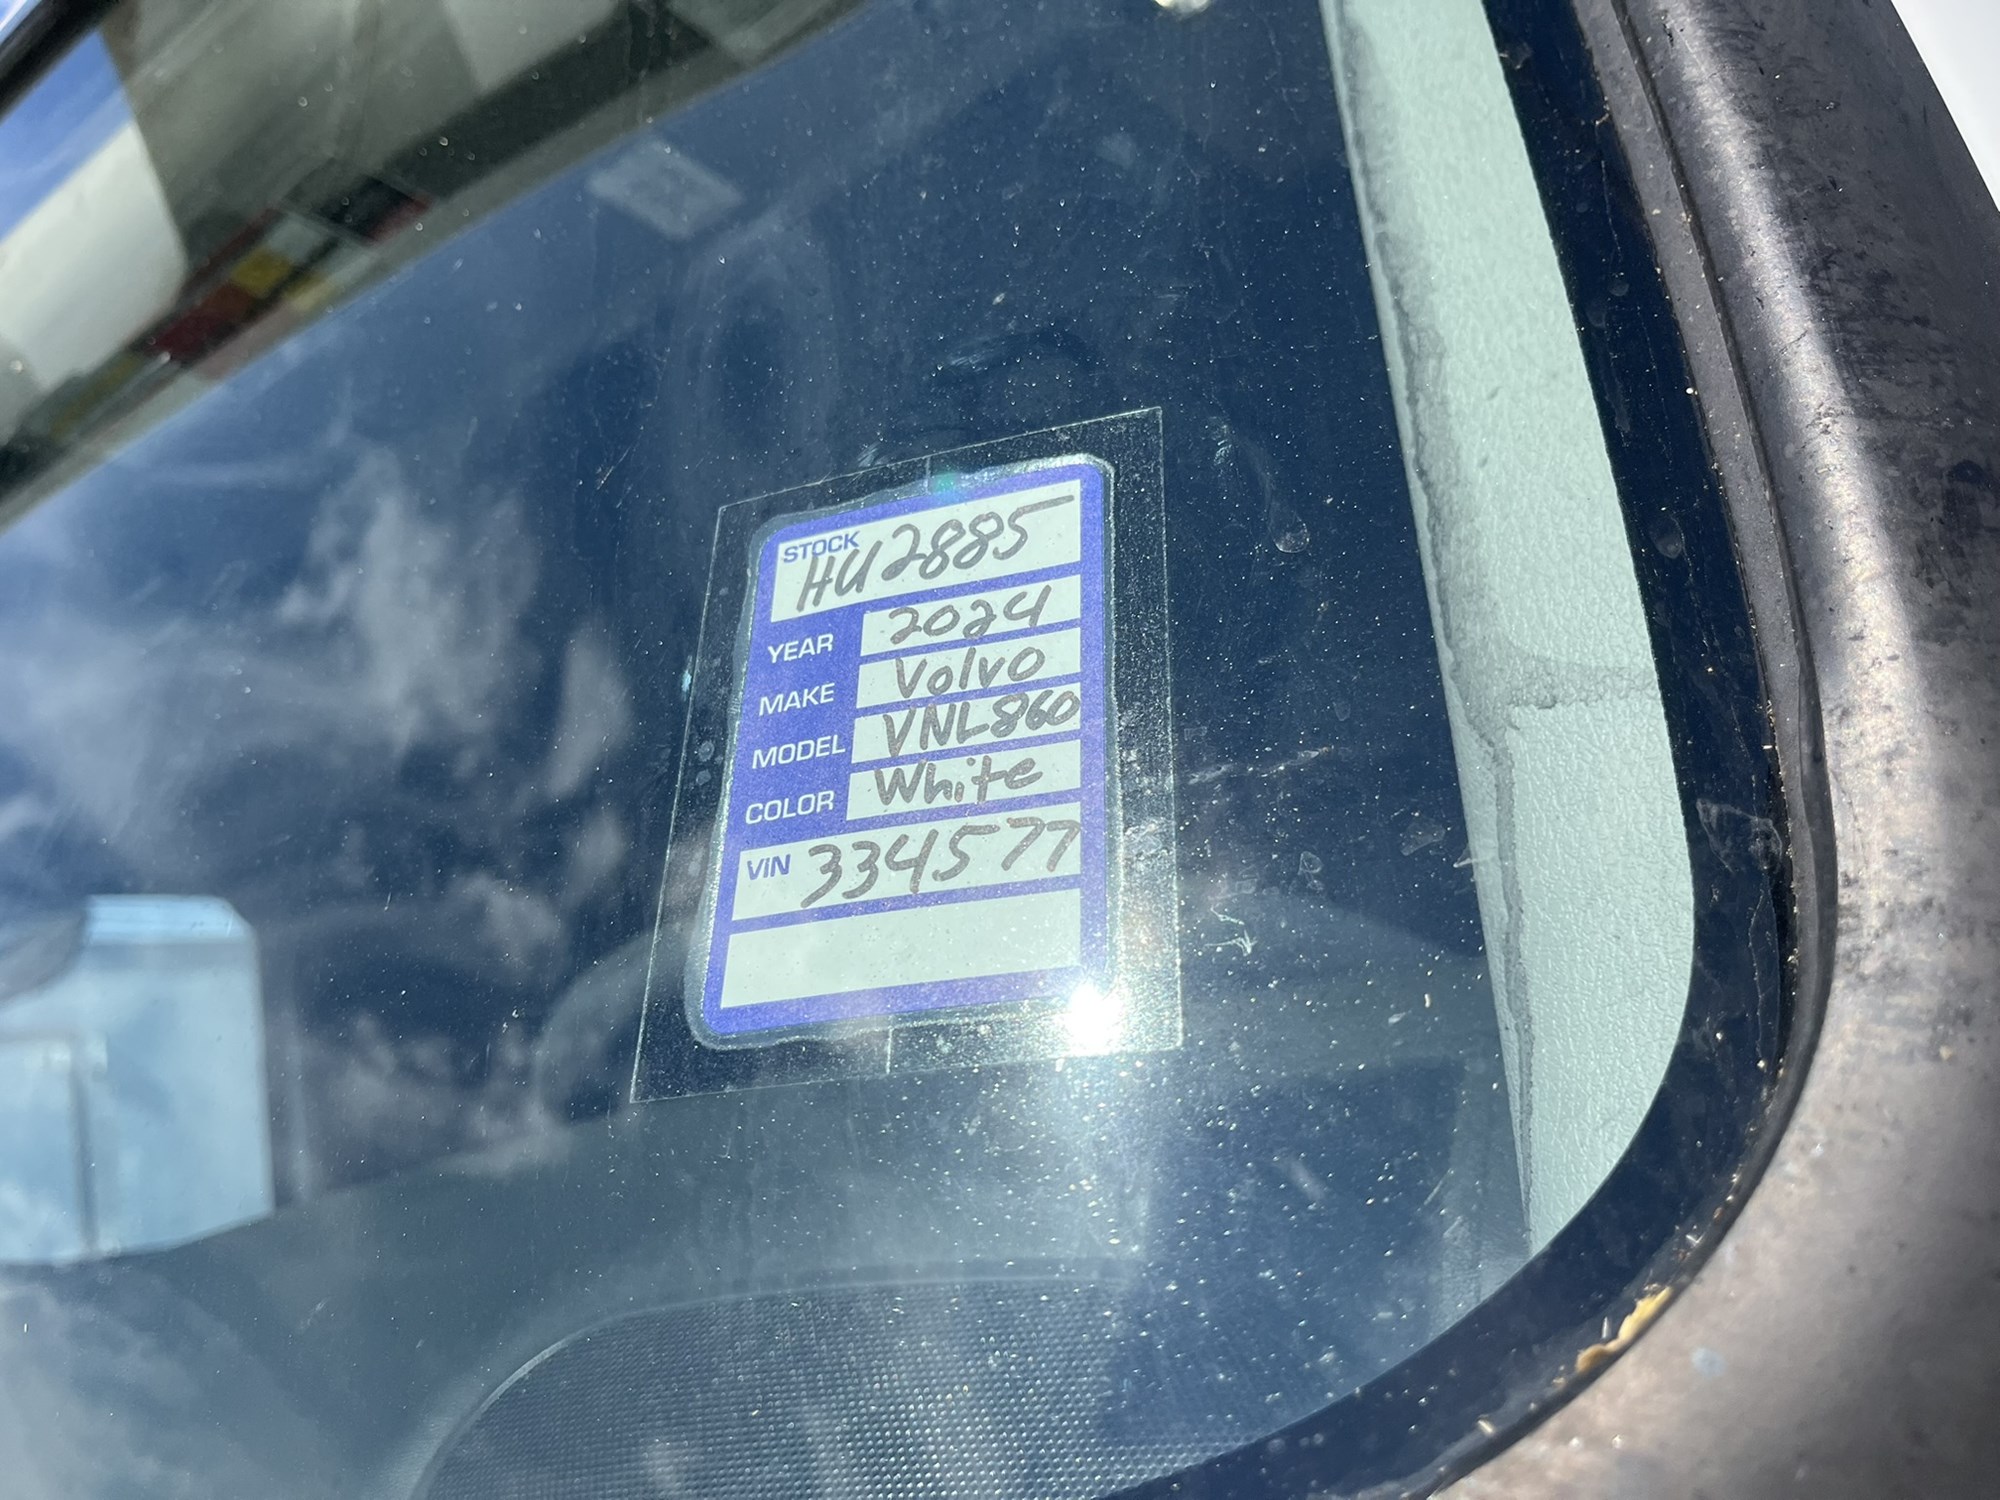 STOCK
HU2885
YEAR 2024
MAKE Volvo
MODEL VNL860
COLOR White
VIN 334577